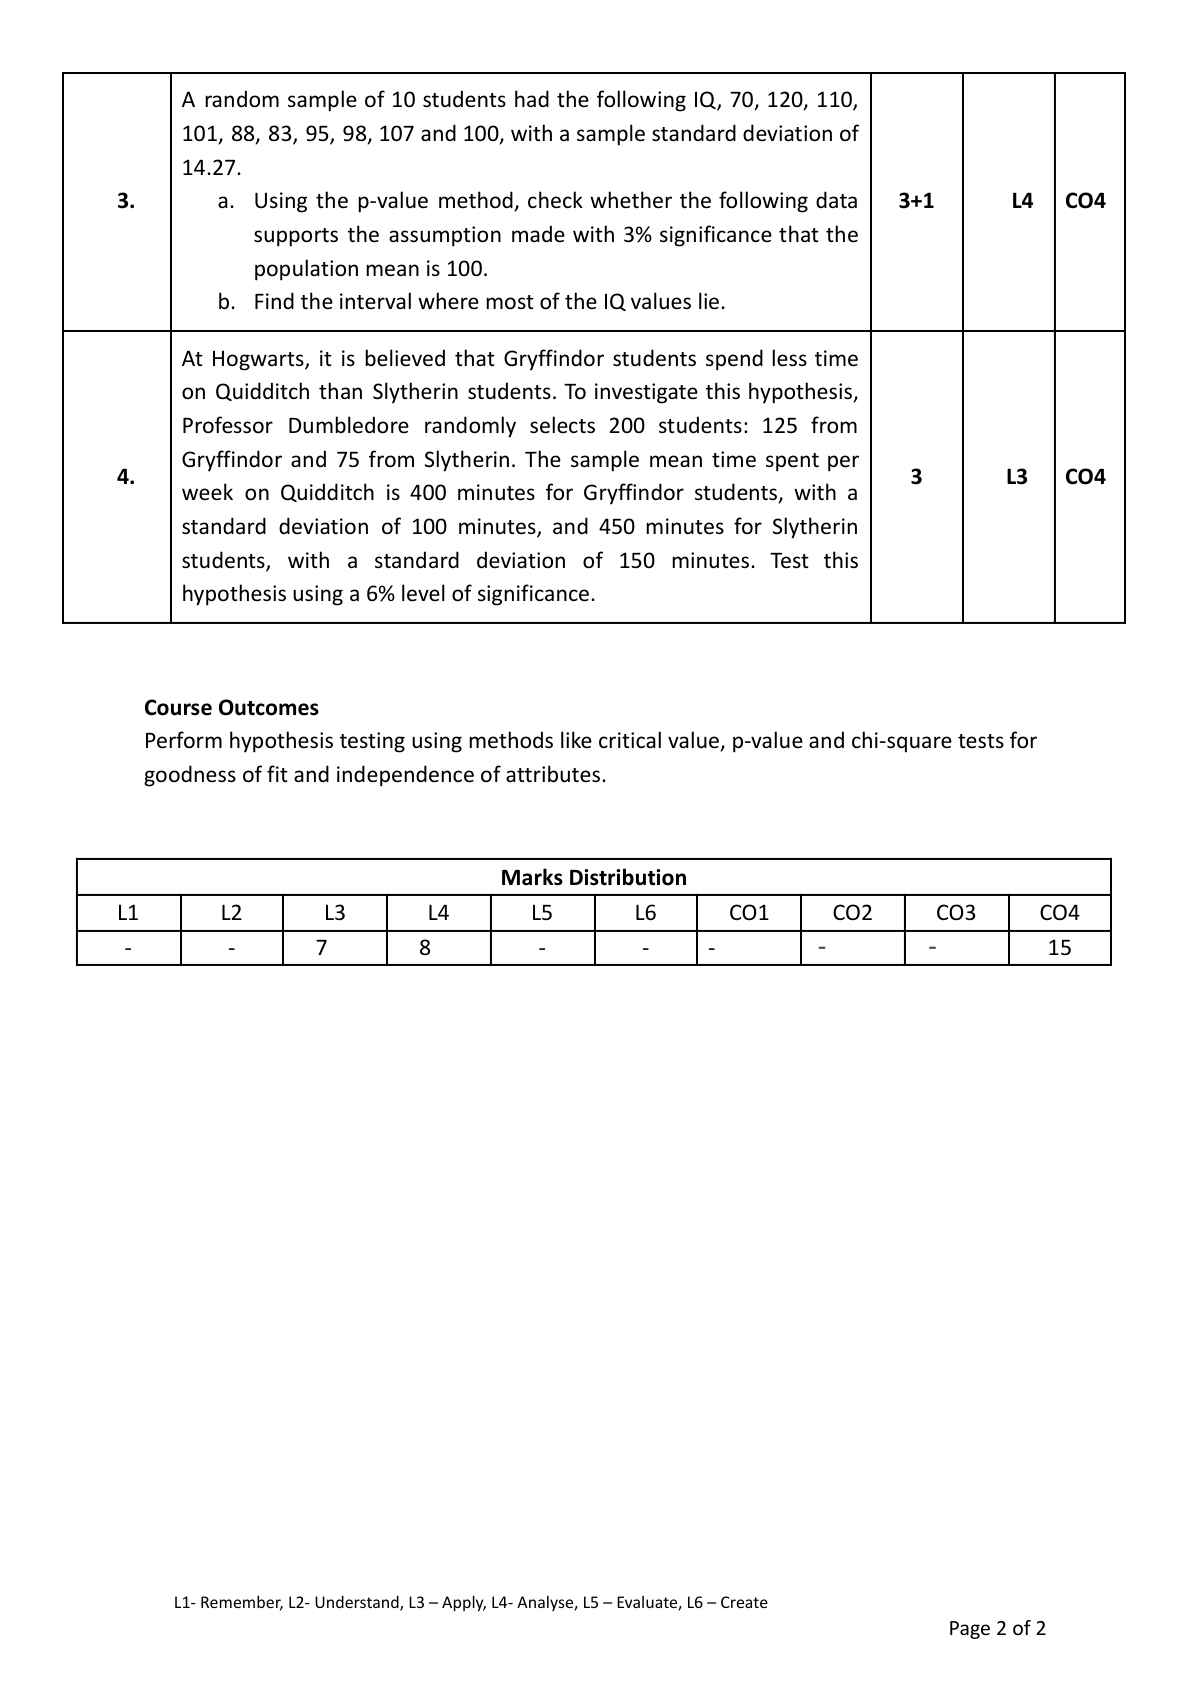 A random sample of 10 students had the following IQ, 70, 120, 110,
101, 88, 83, 95, 98, 107 and 100, with a sample standard deviation of
14.27.
3.
a. Using the p-value method, check whether the following data
supports the assumption made with 3% significance that the
population mean is 100.
b. Find the interval where most of the IQ values lie.
3+1
L4
CO4
At Hogwarts, it is believed that Gryffindor students spend less time
on Quidditch than Slytherin students. To investigate this hypothesis,
Professor Dumbledore randomly selects 200 students: 125 from
Gryffindor and 75 from Slytherin. The sample mean time spent per
4.
week on Quidditch is 400 minutes for Gryffindor students, with a
standard deviation of 100 minutes, and 450 minutes for Slytherin
students, with a standard deviation of 150 minutes. Test this
hypothesis using a 6% level of significance.
3
L3
CO4
Course Outcomes
Perform hypothesis testing using methods like critical value, p-value and chi-square tests for
goodness of fit and independence of attributes.
Marks Distribution
L1 L2 L3 L4 L5 L6 CO1 CO2 CO3 CO4
- - 7 8 - - - - - 15
L1- Remember, L2- Understand, L3 – Apply, L4- Analyse, L5 – Evaluate, L6 – Create
Page 2 of 2